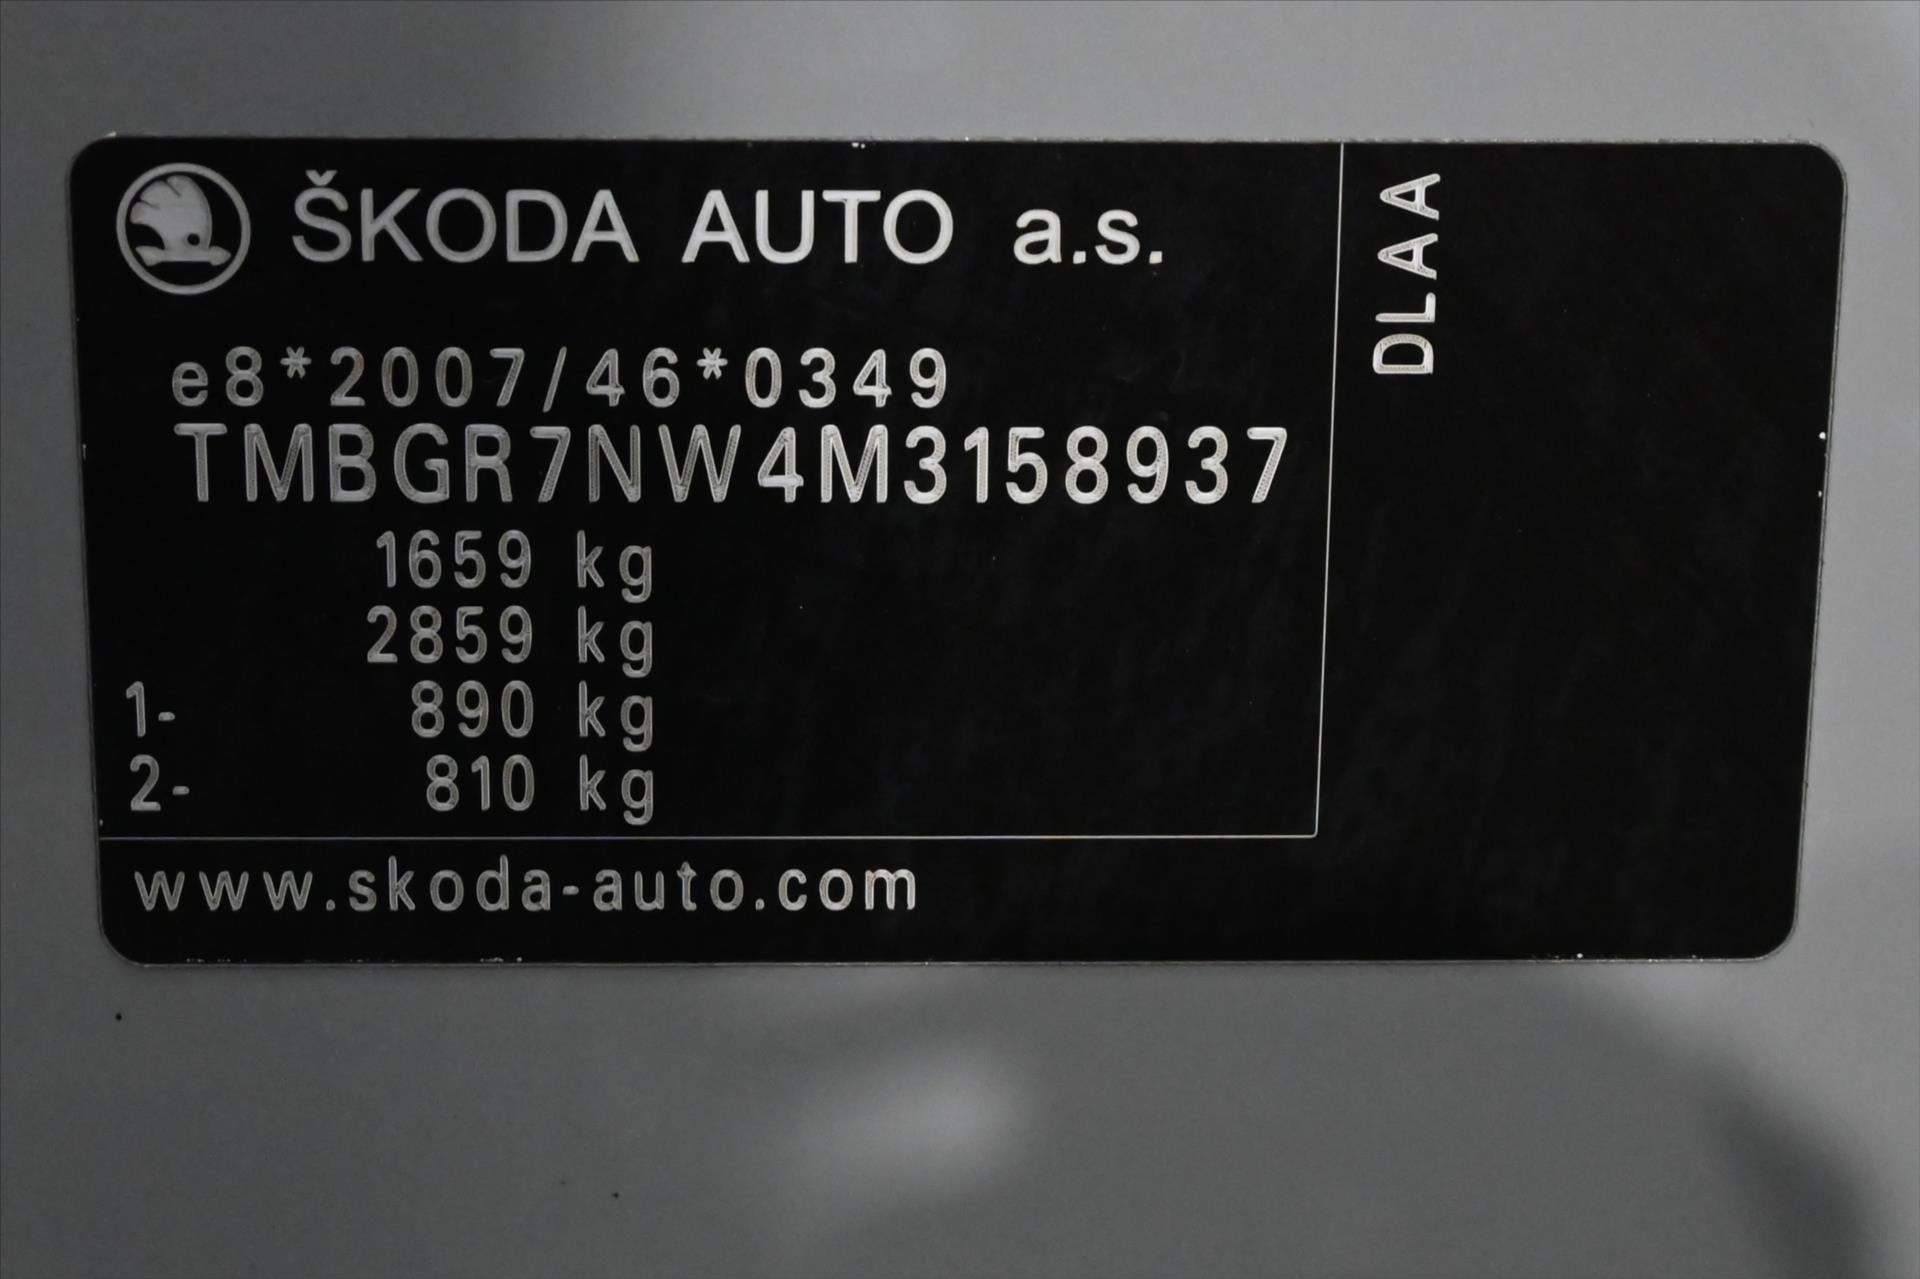 ŠKODA AUTO a.s.
e8*2007/46*0349
TMBGR7NW4M3158937
1659 kg
2859 kg
1- 890 kg
2- 810 kg
www.skoda-auto.com
DLAA